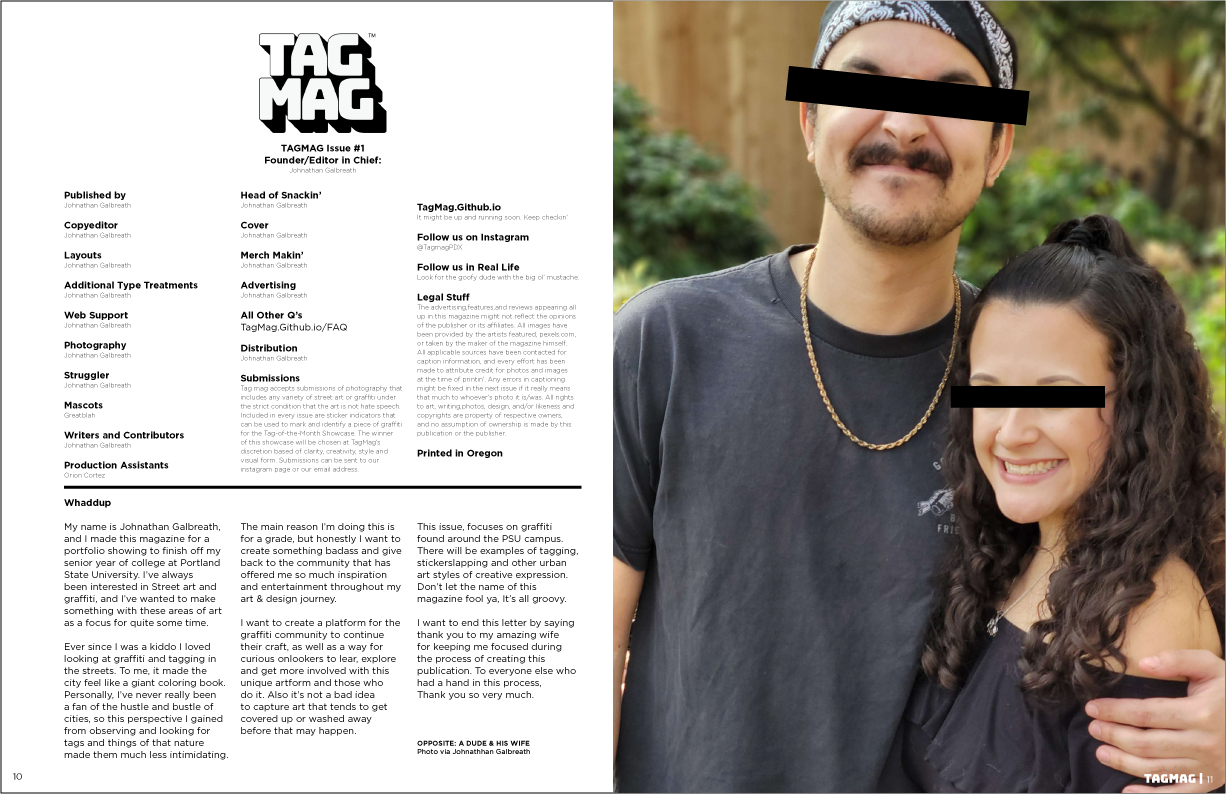 TAG
MAG
™
TAGMAG Issue #1
Founder/Editor in Chief:
Johnathan Galbreath
Published by
Johnathan Galbreath
Copyeditor
Johnathan Galbreath
Layouts
Johnathan Galbreath
Additional Type Treatments
Johnathan Galbreath
Web Support
Johnathan Galbreath
Photography
Johnathan Galbreath
Struggler
Johnathan Galbreath
Mascots
Greatblah
Writers and Contributors
Johnathan Galbreath
Production Assistants
Orion Cortez
Head of Snackin'
Johnathan Galbreath
Cover
Johnathan Galbreath
Merch Makin'
Johnathan Galbreath
Advertising
Johnathan Galbreath
All Other Q's
TagMag.Github.io/FAQ
Distribution
Johnathan Galbreath
Submissions
Tag mag accepts submissions of photography that
includes any variety of street art or graffiti under
the strict condition that the art is not hate speech.
Included in every issue are sticker indicators that
can be used to mark and identify a piece of graffiti
for the Tag-of-the-Month Showcase. The winner
of this showcase will be chosen at TagMag's
discretion based of clarity, creativity, style and
visual form. Submissions can be sent to our
instagram page or our email address.
TagMag.Github.io
It might be up and running soon. Keep checkin'
Follow us on Instagram
@TagmagPDX
Follow us in Real Life
Look for the goofy dude with the big ol' mustache.
Legal Stuff
The advertising,features,and reviews appearing all
up in this magazine might not reflect the opinions
of the publisher or its affiliates. All images have
been provided by the artists featured, pexels.com,
or taken by the maker of the magazine himself.
All applicable sources have been contacted for
caption information, and every effort has been
made to attribute credit for photos and images
at the time of printin'. Any errors in captioning
might be fixed in the next issue if it really means
that much to whoever's photo it is/was. All rights
to art, writing,photos, design, and/or likeness and
copyrights are property of respective owners,
and no assumption of ownership is made by this
publication or the publisher.
Printed in Oregon
Whaddup
My name is Johnathan Galbreath,
and I made this magazine for a
portfolio showing to finish off my
senior year of college at Portland
State University. I've always
been interested in Street art and
graffiti, and I've wanted to make
something with these areas of art
as a focus for quite some time.
Ever since I was a kiddo I loved
looking at graffiti and tagging in
the streets. To me, it made the
city feel like a giant coloring book.
Personally, I've never really been
a fan of the hustle and bustle of
cities, so this perspective I gained
from observing and looking for
tags and things of that nature
made them much less intimidating.
The main reason I'm doing this is
for a grade, but honestly I want to
create something badass and give
back to the community that has
offered me so much inspiration
and entertainment throughout my
art & design journey.
I want to create a platform for the
graffiti community to continue
their craft, as well as a way for
curious onlookers to lear, explore
and get more involved with this
unique artform and those who
do it. Also it's not a bad idea
to capture art that tends to get
covered up or washed away
before that may happen.
This issue, focuses on graffiti
found around the PSU campus.
There will be examples of tagging,
stickerslapping and other urban
art styles of creative expression.
Don't let the name of this
magazine fool ya, It's all groovy.
I want to end this letter by saying
thank you to my amazing wife
for keeping me focused during
the process of creating this
publication. To everyone else who
had a hand in this process,
Thank you so very much.
OPPOSITE: A DUDE & HIS WIFE
Photo via Johnathhan Galbreath
10
TAGMAG | 11